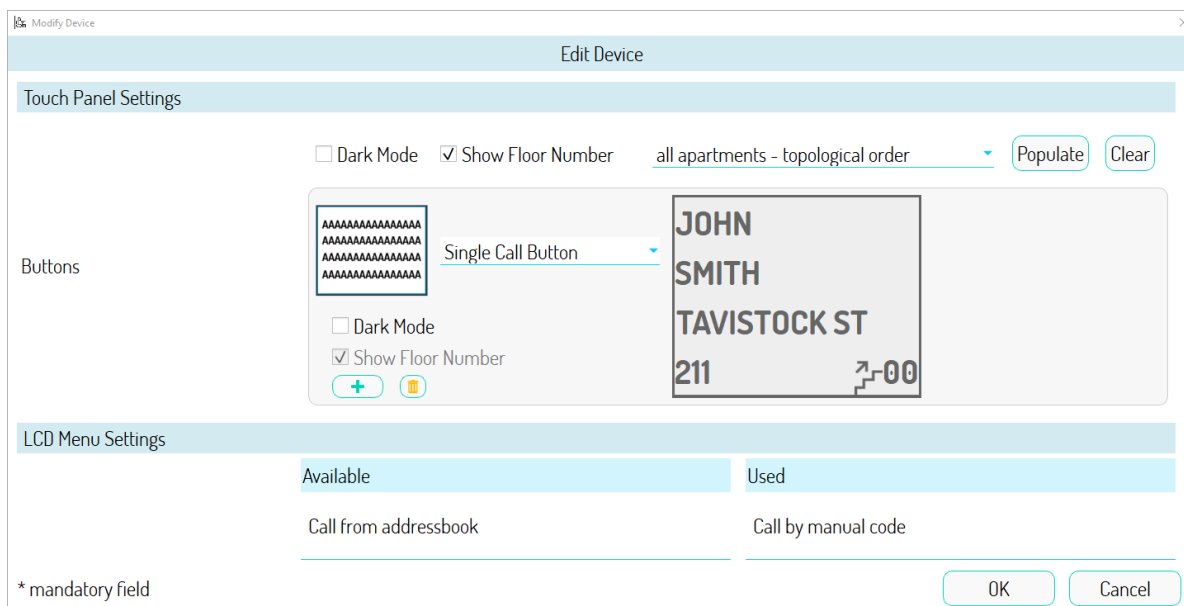 Modify Device
Edit Device
Touch Panel Settings
Dark Mode Show Floor Number all apartments - topological order Populate Clear
Buttons
AAAAAAAAAAAAAAAA
AAAAAAAAAAAAAAAA
AAAAAAAAAAAAAAAA
AAAAAAAAAAAAAAAA
Single Call Button
Dark Mode
Show Floor Number
JOHN
SMITH
TAVISTOCK ST
211 00
LCD Menu Settings
Available Used
Call from addressbook Call by manual code
* mandatory field OK Cancel